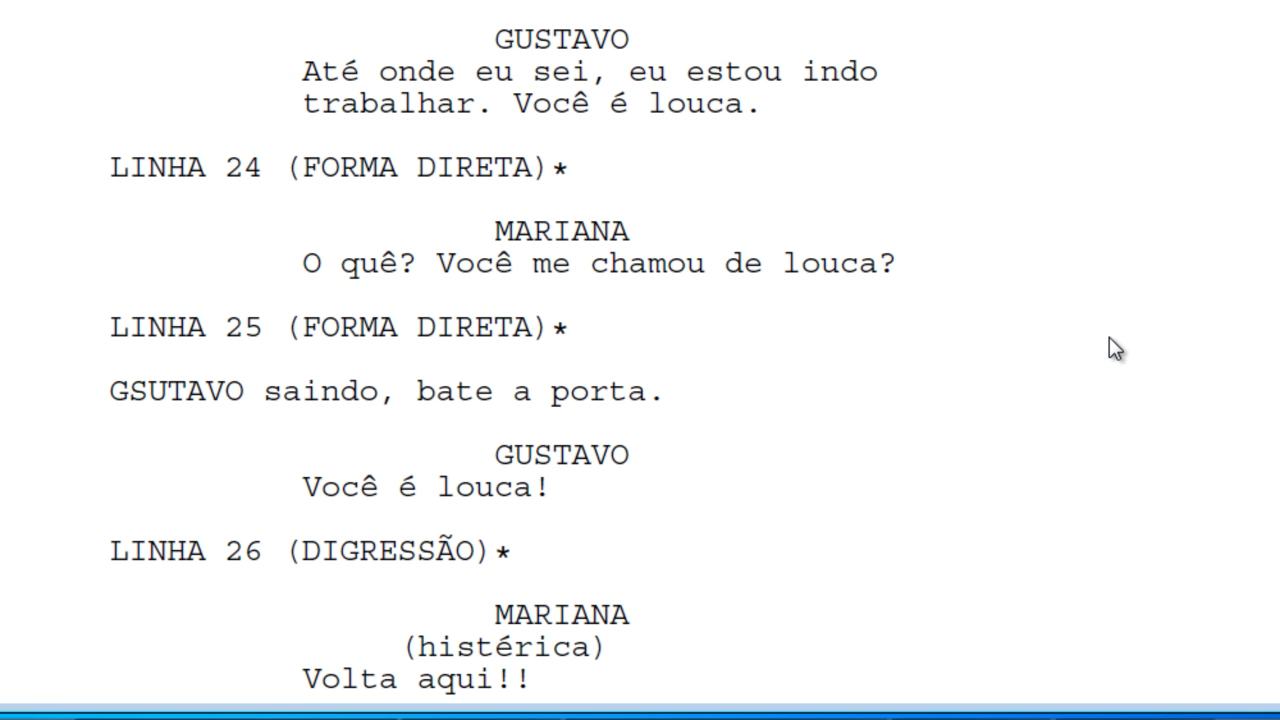 GUSTAVO
Até onde eu sei, eu estou indo
trabalhar. Você é louca.
LINHA 24 (FORMA DIRETA)*
MARIANA
O quê? Você me chamou de louca?
LINHA 25 (FORMA DIRETA)*
GSUTAVO saindo, bate a porta.
GUSTAVO
Você é louca!
LINHA 26 (DIGRESSÃO)*
MARIANA
(histérica)
Volta aqui!!